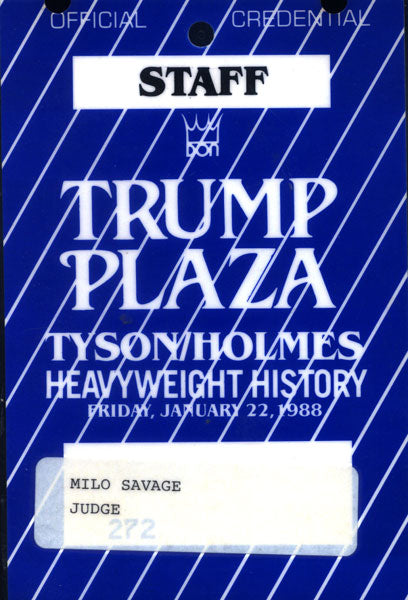 OFFICIAL CREDENTIAL
STAFF
don
TRUMP
PLAZA
TYSON/HOLMES
HEAVYWEIGHT HISTORY
FRIDAY, JANUARY 22, 1988
MILO SAVAGE
JUDGE
272